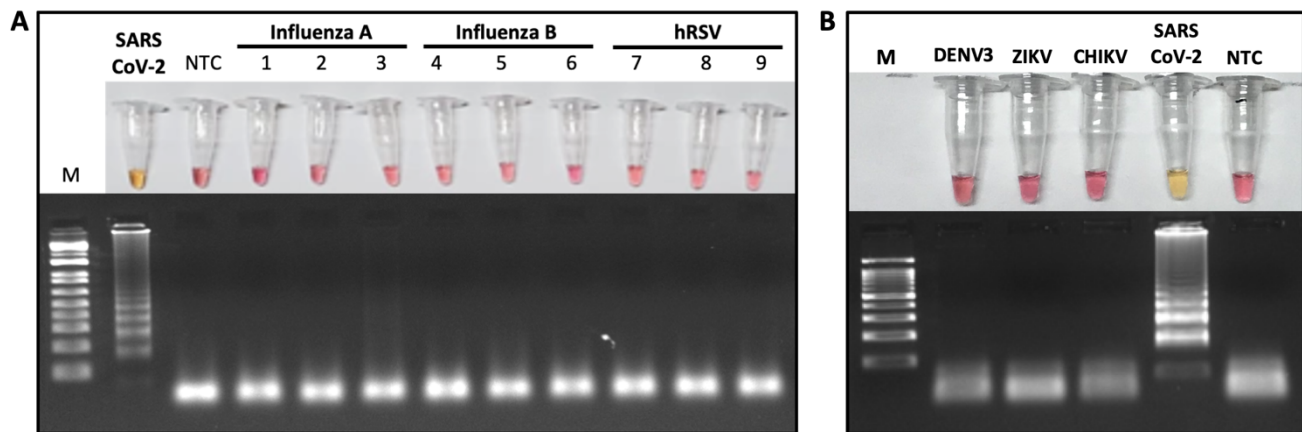 A
SARS
CoV-2
NTC
Influenza A
1 2 3
Influenza B
4 5 6
hRSV
7 8 9
M
B
M
DENV3
ZIKV
CHIKV
SARS
CoV-2
NTC